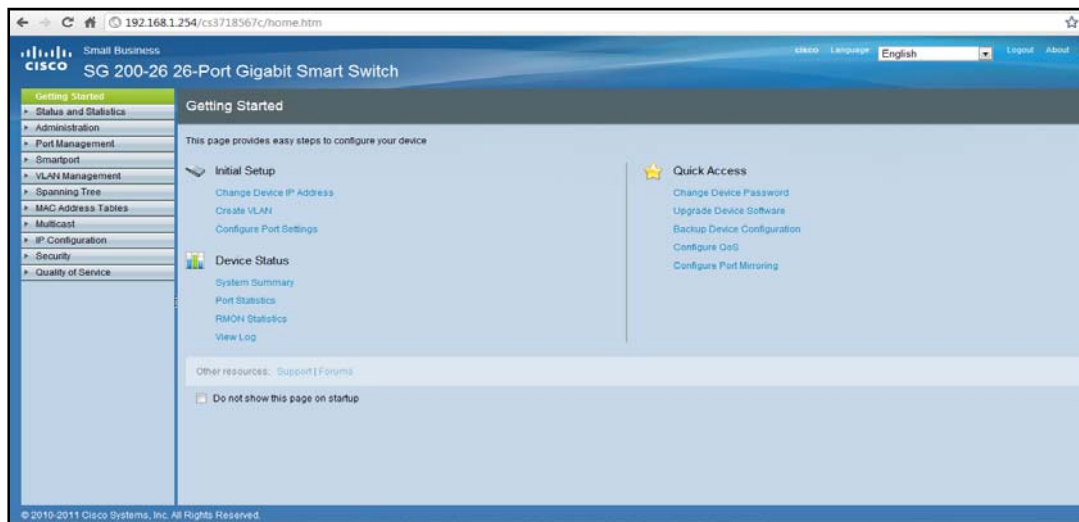 192.168.1.254/cs3718567c/home.htm
Small Business
CISCO
SG 200-26 26-Port Gigabit Smart Switch
cisco Language English Logout About
Getting Started
Status and Statistics
Administration
Port Management
Smartport
VLAN Management
Spanning Tree
MAC Address Tables
Multicast
IP Configuration
Security
Quality of Service
Getting Started
This page provides easy steps to configure your device
Initial Setup
Change Device IP Address
Create VLAN
Configure Port Settings
Device Status
System Summary
Port Statistics
RMON Statistics
View Log
Quick Access
Change Device Password
Upgrade Device Software
Backup Device Configuration
Configure QoS
Configure Port Mirroring
Other resources: Support | Forums
Do not show this page on startup
© 2010-2011 Cisco Systems, Inc. All Rights Reserved.